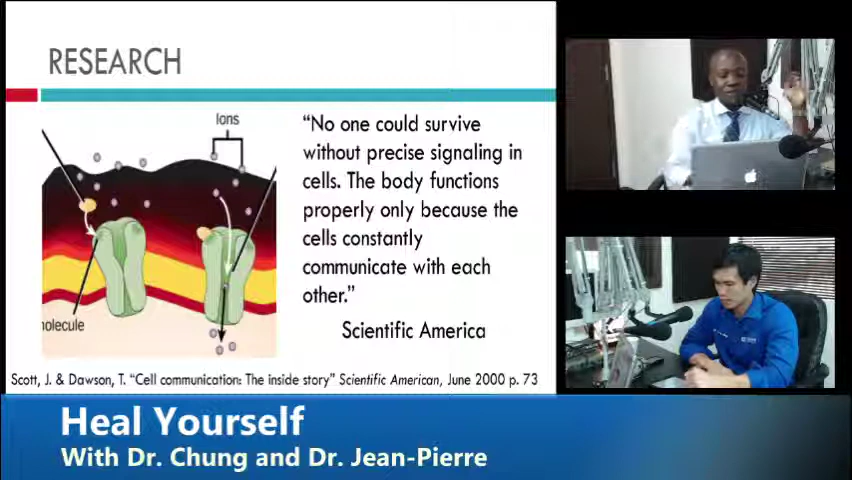 RESEARCH
Ions
"No one could survive
without precise signaling in
cells. The body functions
properly only because the
cells constantly
communicate with each
other."
Scientific America
olecule
Scott, J. & Dawson, T. "Cell communication: The inside story" Scientific American, June 2000 p. 73
Heal Yourself
With Dr. Chung and Dr. Jean-Pierre